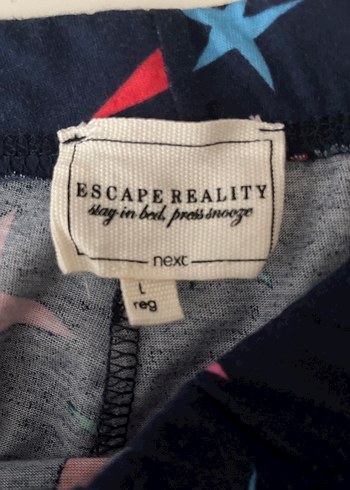 ESCAPE REALITY
stay in bed, press snooze
next
L
reg